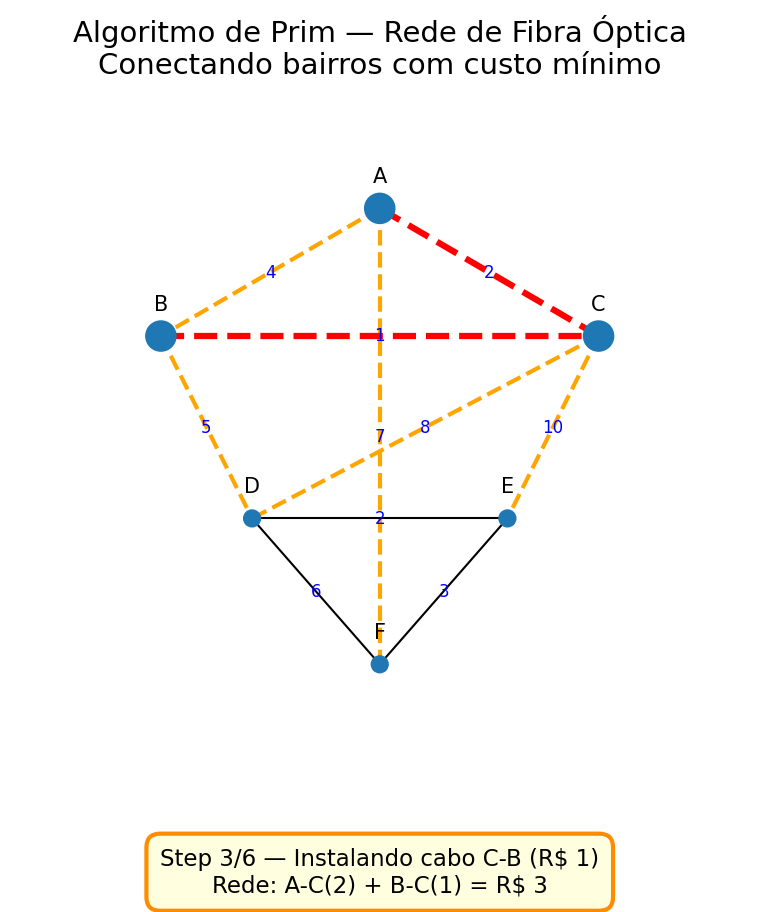 Algoritmo de Prim — Rede de Fibra Óptica
Conectando bairros com custo mínimo
A
4
2
B
C
1
5
7
8
10
D
E
2
6
3
F
Step 3/6 — Instalando cabo C-B (R$ 1)
Rede: A-C(2) + B-C(1) = R$ 3